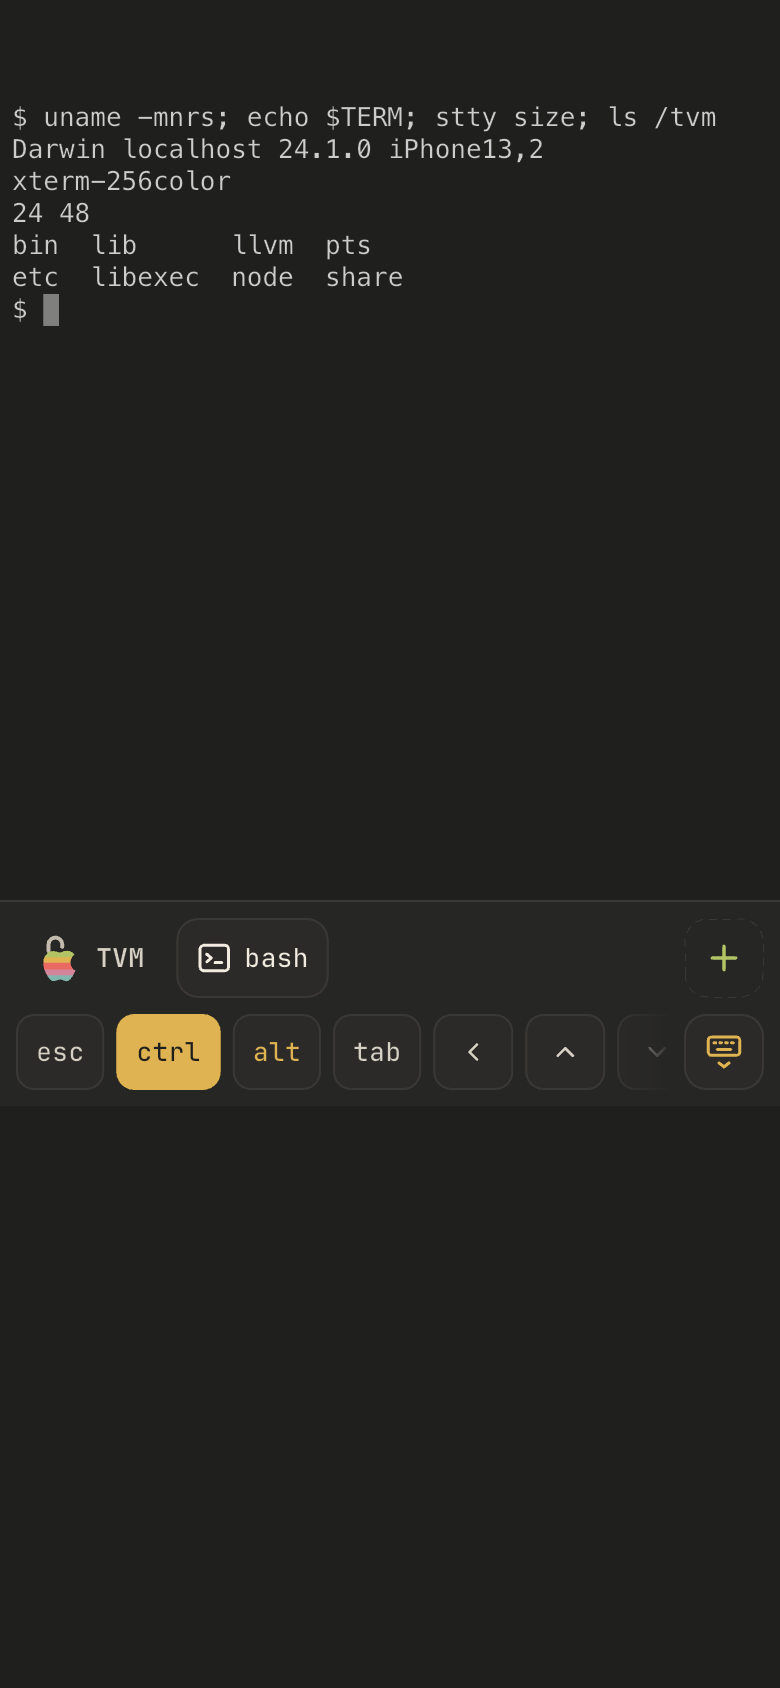 $ uname -mnrs; echo $TERM; stty size; ls /tvm
Darwin localhost 24.1.0 iPhone13,2
xterm-256color
24 48
bin  lib      llvm  pts
etc  libexec  node  share
$
TVM bash
esc ctrl alt tab